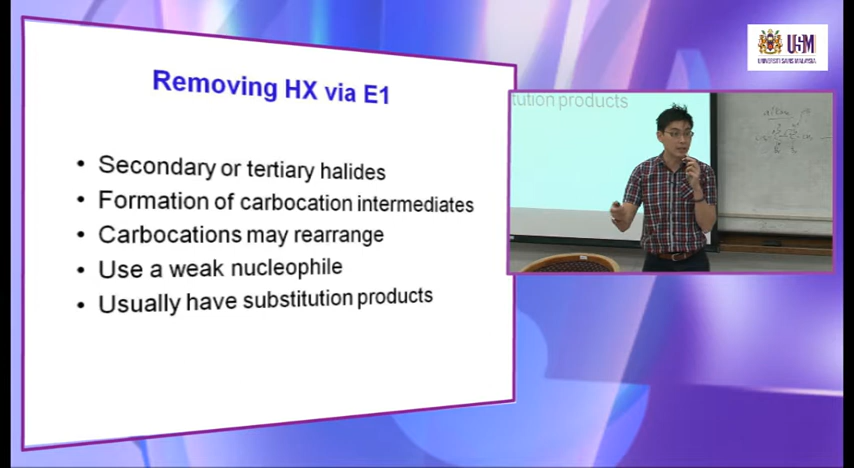 Removing HX via E1
• Secondary or tertiary halides
• Formation of carbocation intermediates
• Carbocations may rearrange
• Use a weak nucleophile
• Usually have substitution products
USM
UNIVERSITI SAINS MALAYSIA
tution products